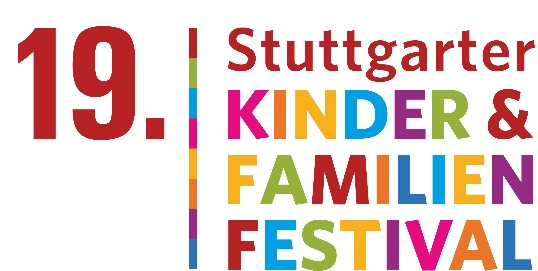 19.
Stuttgarter
KINDER &
FAMILIEN
FESTIVAL